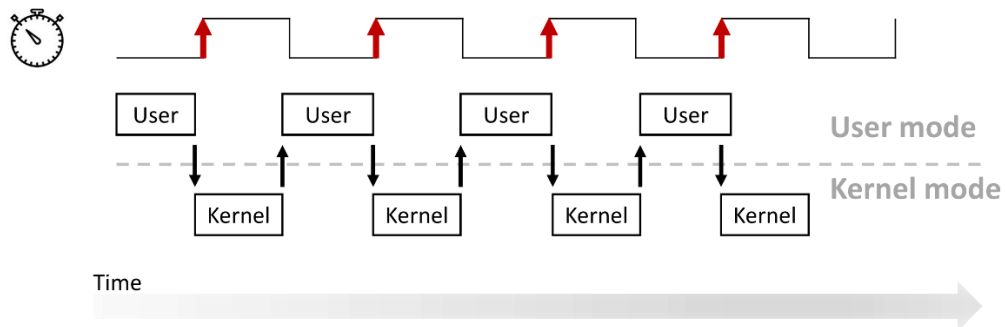 User
User
User
User
User mode
Kernel mode
Kernel
Kernel
Kernel
Kernel
Time